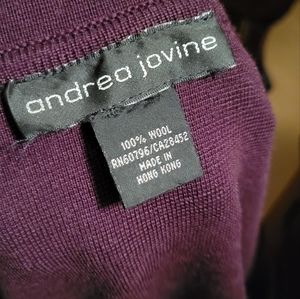 andrea jovine
100% WOOL
RN60796/CA28452
MADE IN
HONG KONG